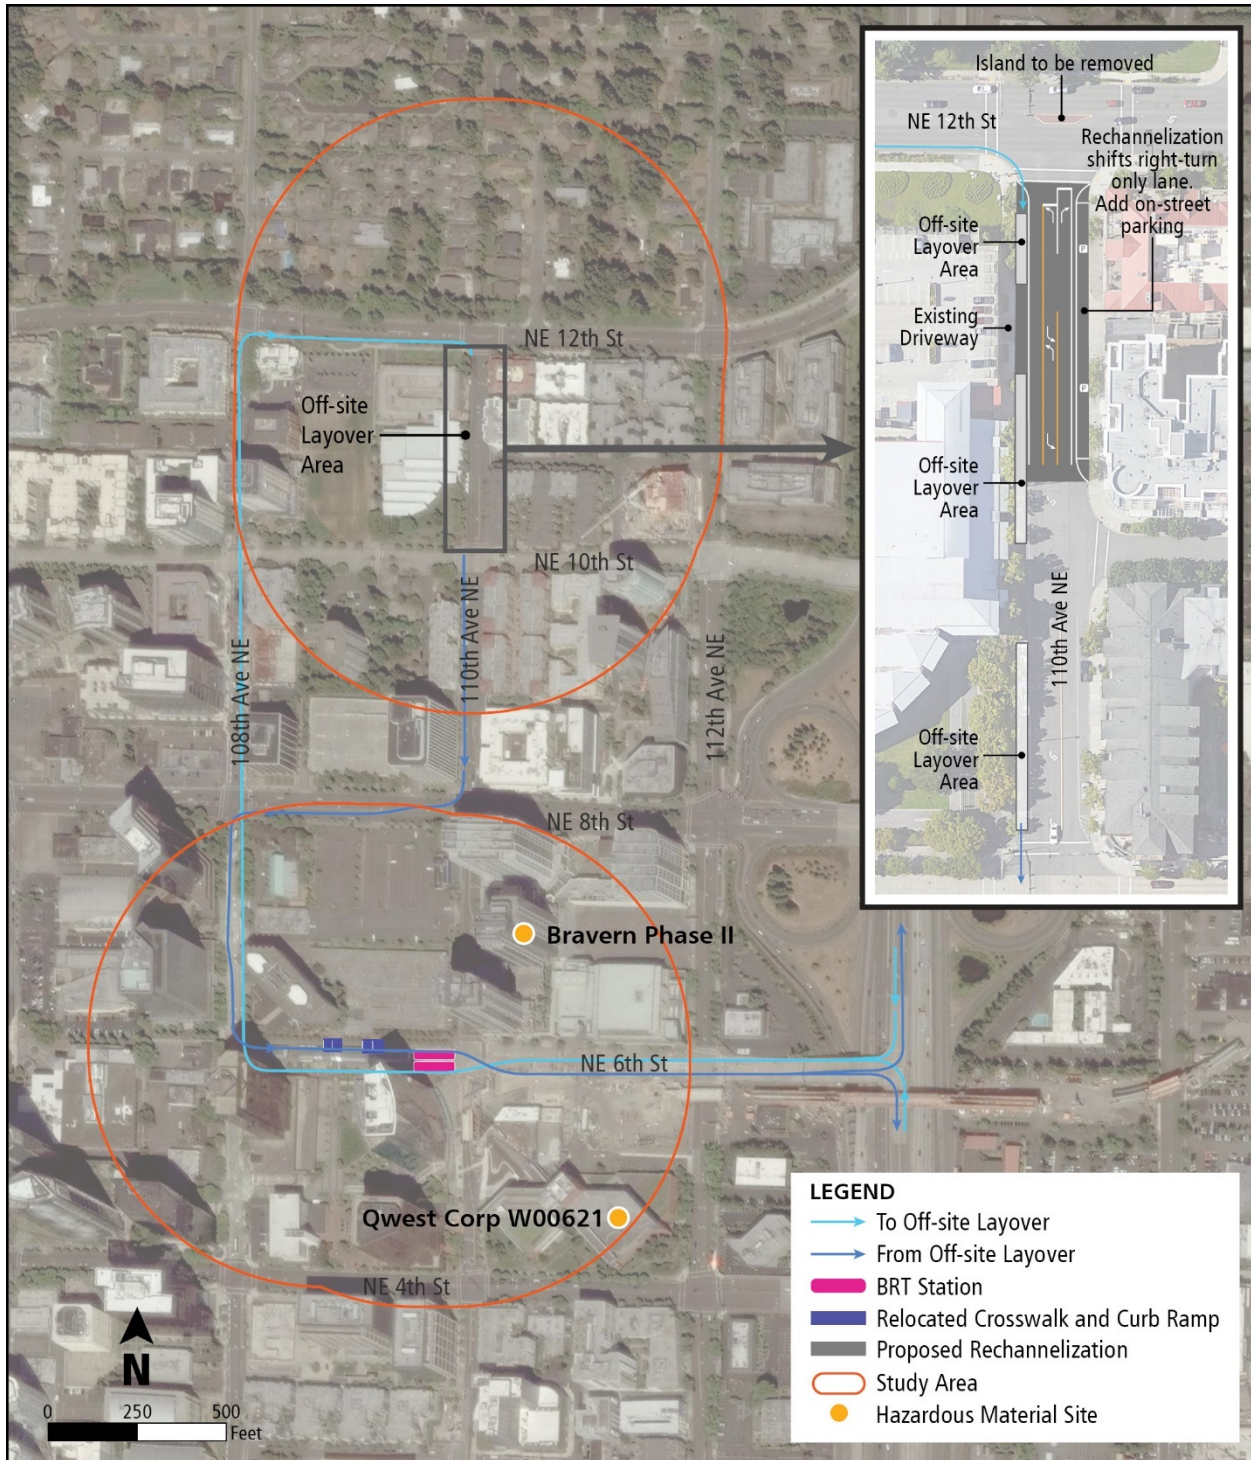 Island to be removed
NE 12th St
Rechannelization
shifts right-turn
only lane.
Add on-street
parking
Off-site
Layover
Area
Existing
Driveway
P
P
Off-site
Layover
Area
110th Ave NE
Off-site
Layover
Area
NE 12th St
Off-site
Layover
Area
NE 10th St
108th Ave NE
110th Ave NE
112th Ave NE
NE 8th St
Bravern Phase II
NE 6th St
Qwest Corp W00621
NE 4th St
N
0 250 500
Feet
LEGEND
To Off-site Layover
From Off-site Layover
BRT Station
Relocated Crosswalk and Curb Ramp
Proposed Rechannelization
Study Area
Hazardous Material Site